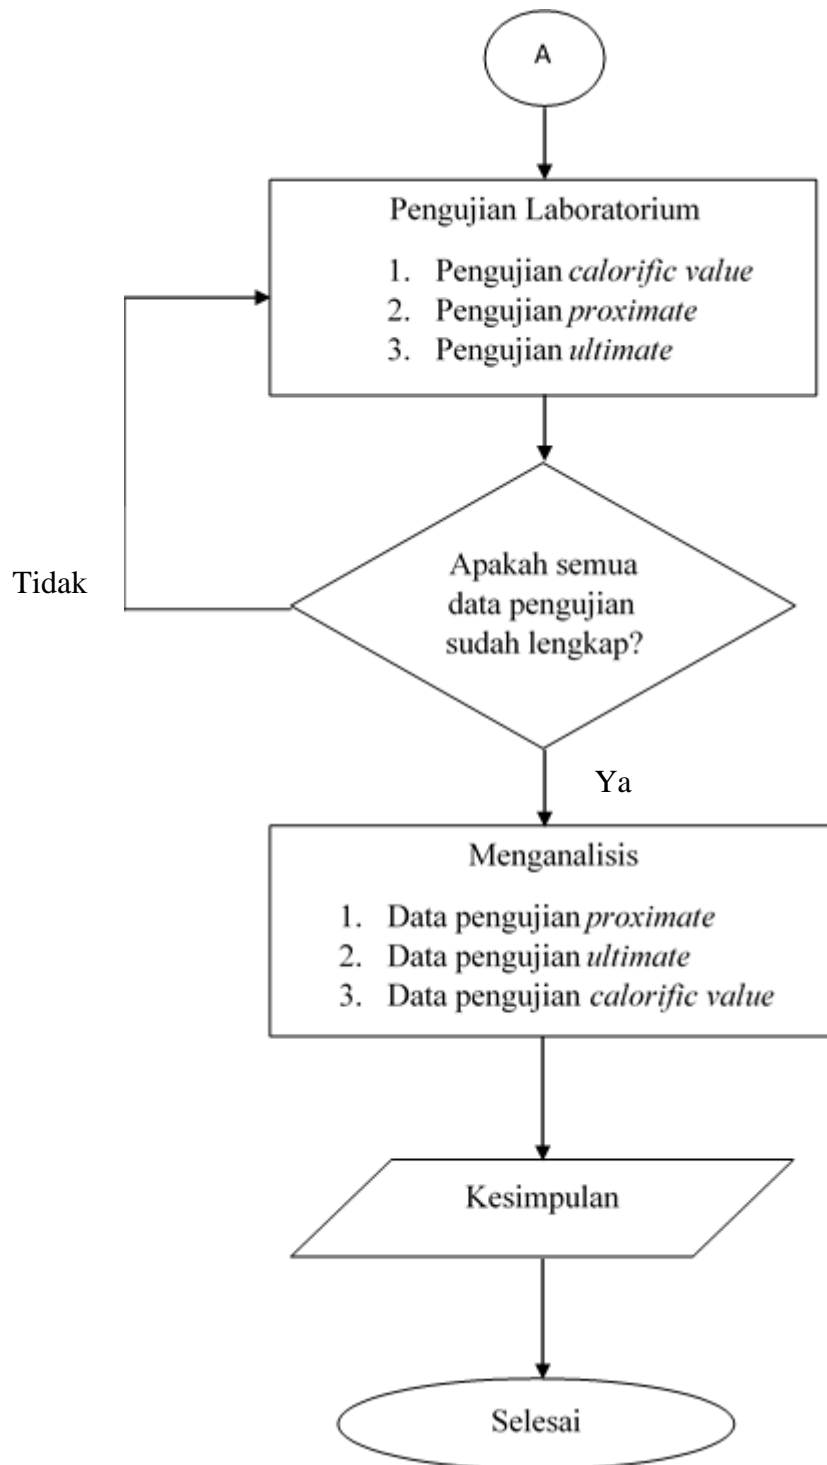 A
Pengujian Laboratorium
1. Pengujian calorific value
2. Pengujian proximate
3. Pengujian ultimate
Apakah semua
data pengujian
sudah lengkap?
Tidak
Ya
Menganalisis
1. Data pengujian proximate
2. Data pengujian ultimate
3. Data pengujian calorific value
Kesimpulan
Selesai